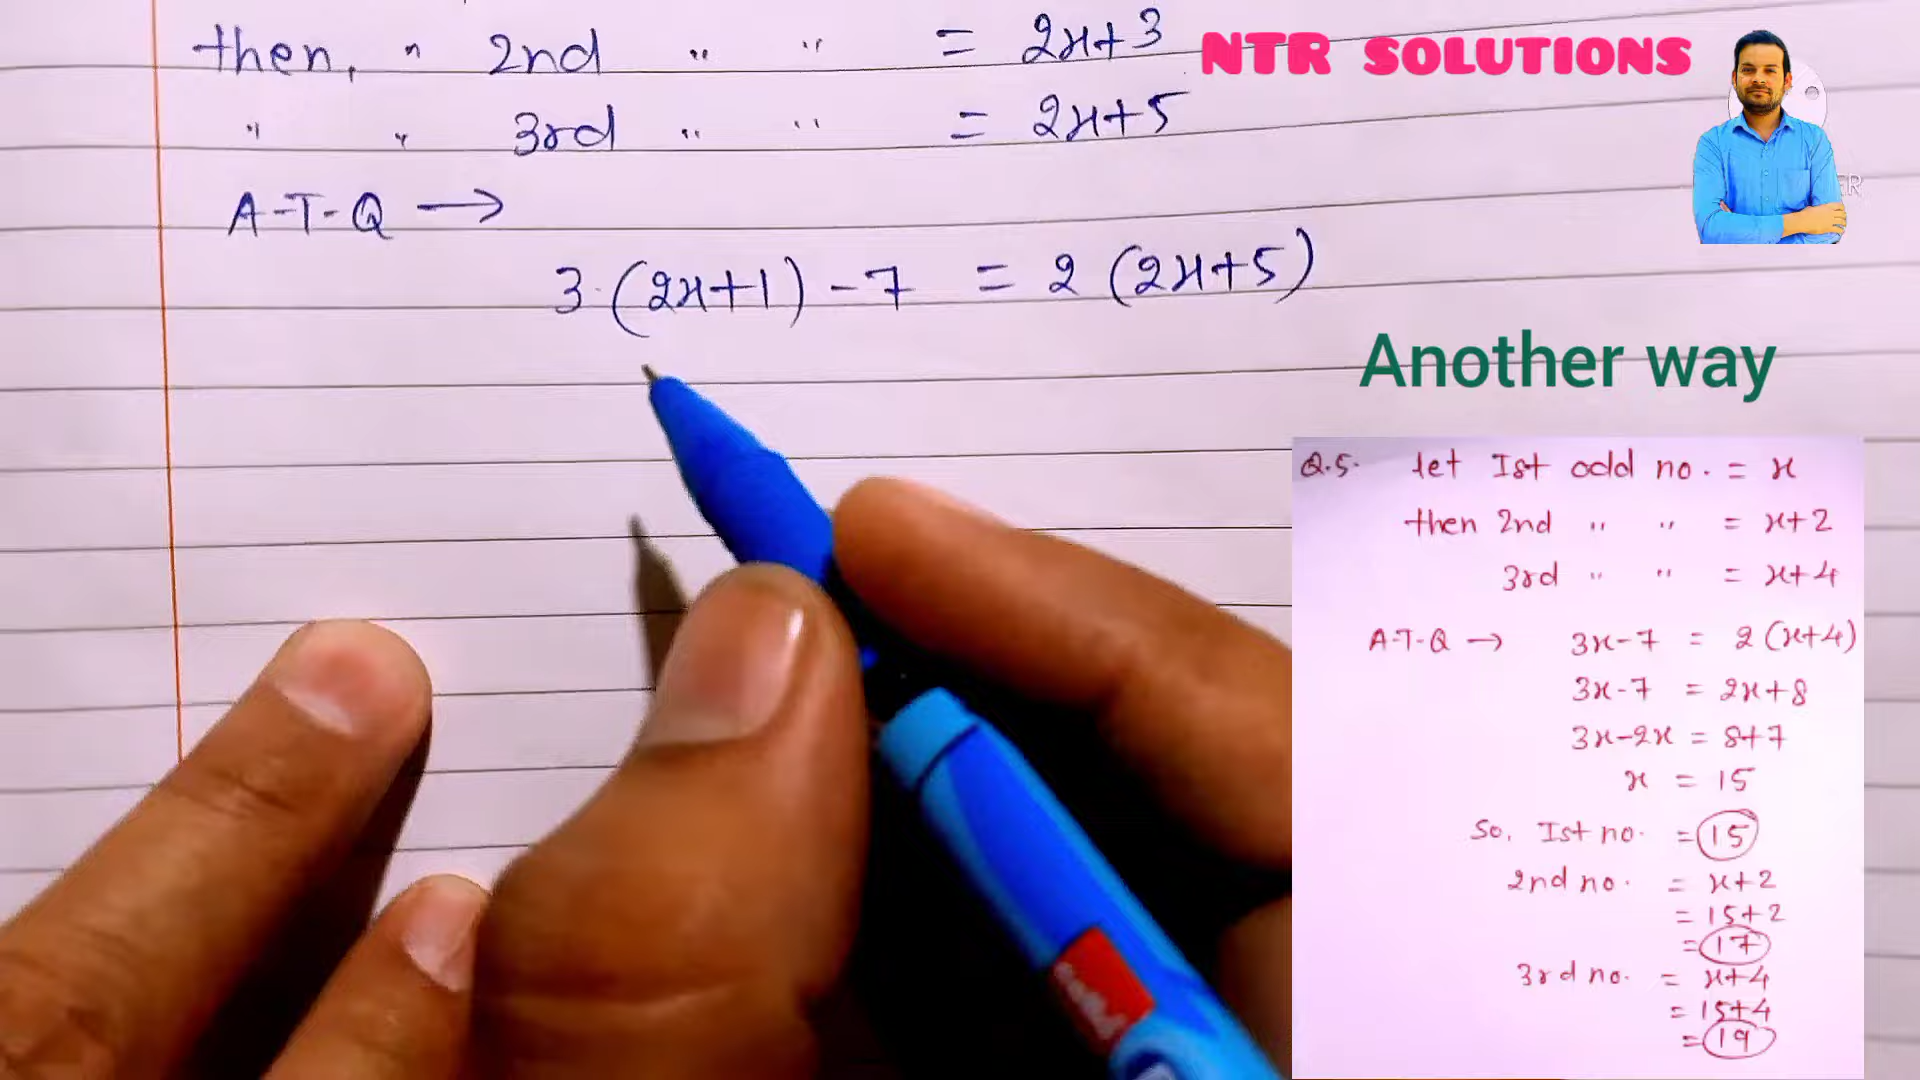 then, " 2nd " " = 2x+3
" " 3rd " " = 2x+5
A-T-Q →
3(2x+1)-7 = 2(2x+5)
NTR SOLUTIONS
Another way
Q.5. let Ist odd no. = x
then 2nd " " = x+2
3rd " " = x+4
A-T-Q → 3x-7 = 2(x+4)
3x-7 = 2x+8
3x-2x = 8+7
x = 15
So, Ist no. = 15
2nd no. = x+2
= 15+2
= 17
3rd no. = x+4
= 15+4
= 19